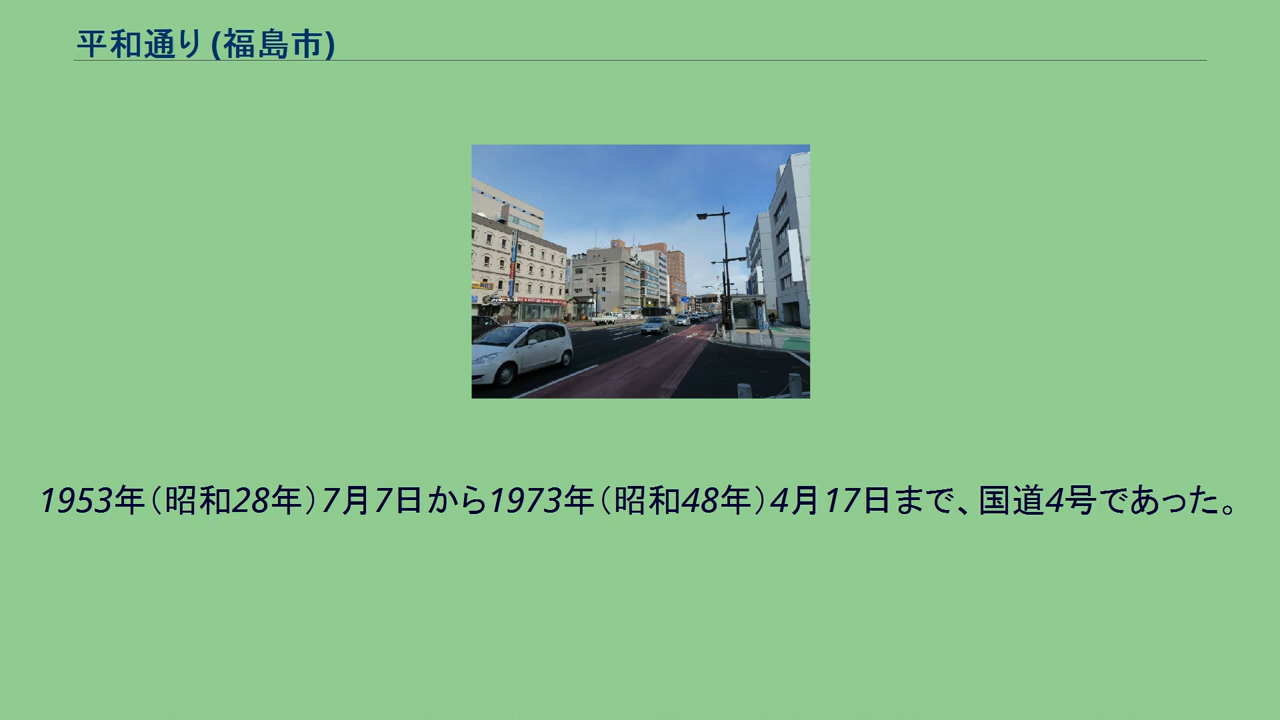 平和通り (福島市)
1953年（昭和28年）7月7日から1973年（昭和48年）4月17日まで、国道4号であった。